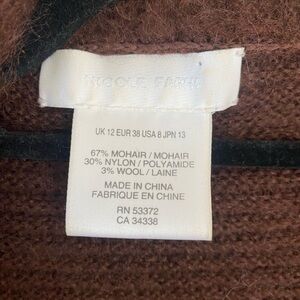 NICOLE FARHI
UK 12 EUR 38 USA 8 JPN 13
67% MOHAIR / MOHAIR
30% NYLON / POLYAMIDE
3% WOOL / LAINE
MADE IN CHINA
FABRIQUE EN CHINE
RN 53372
CA 34338